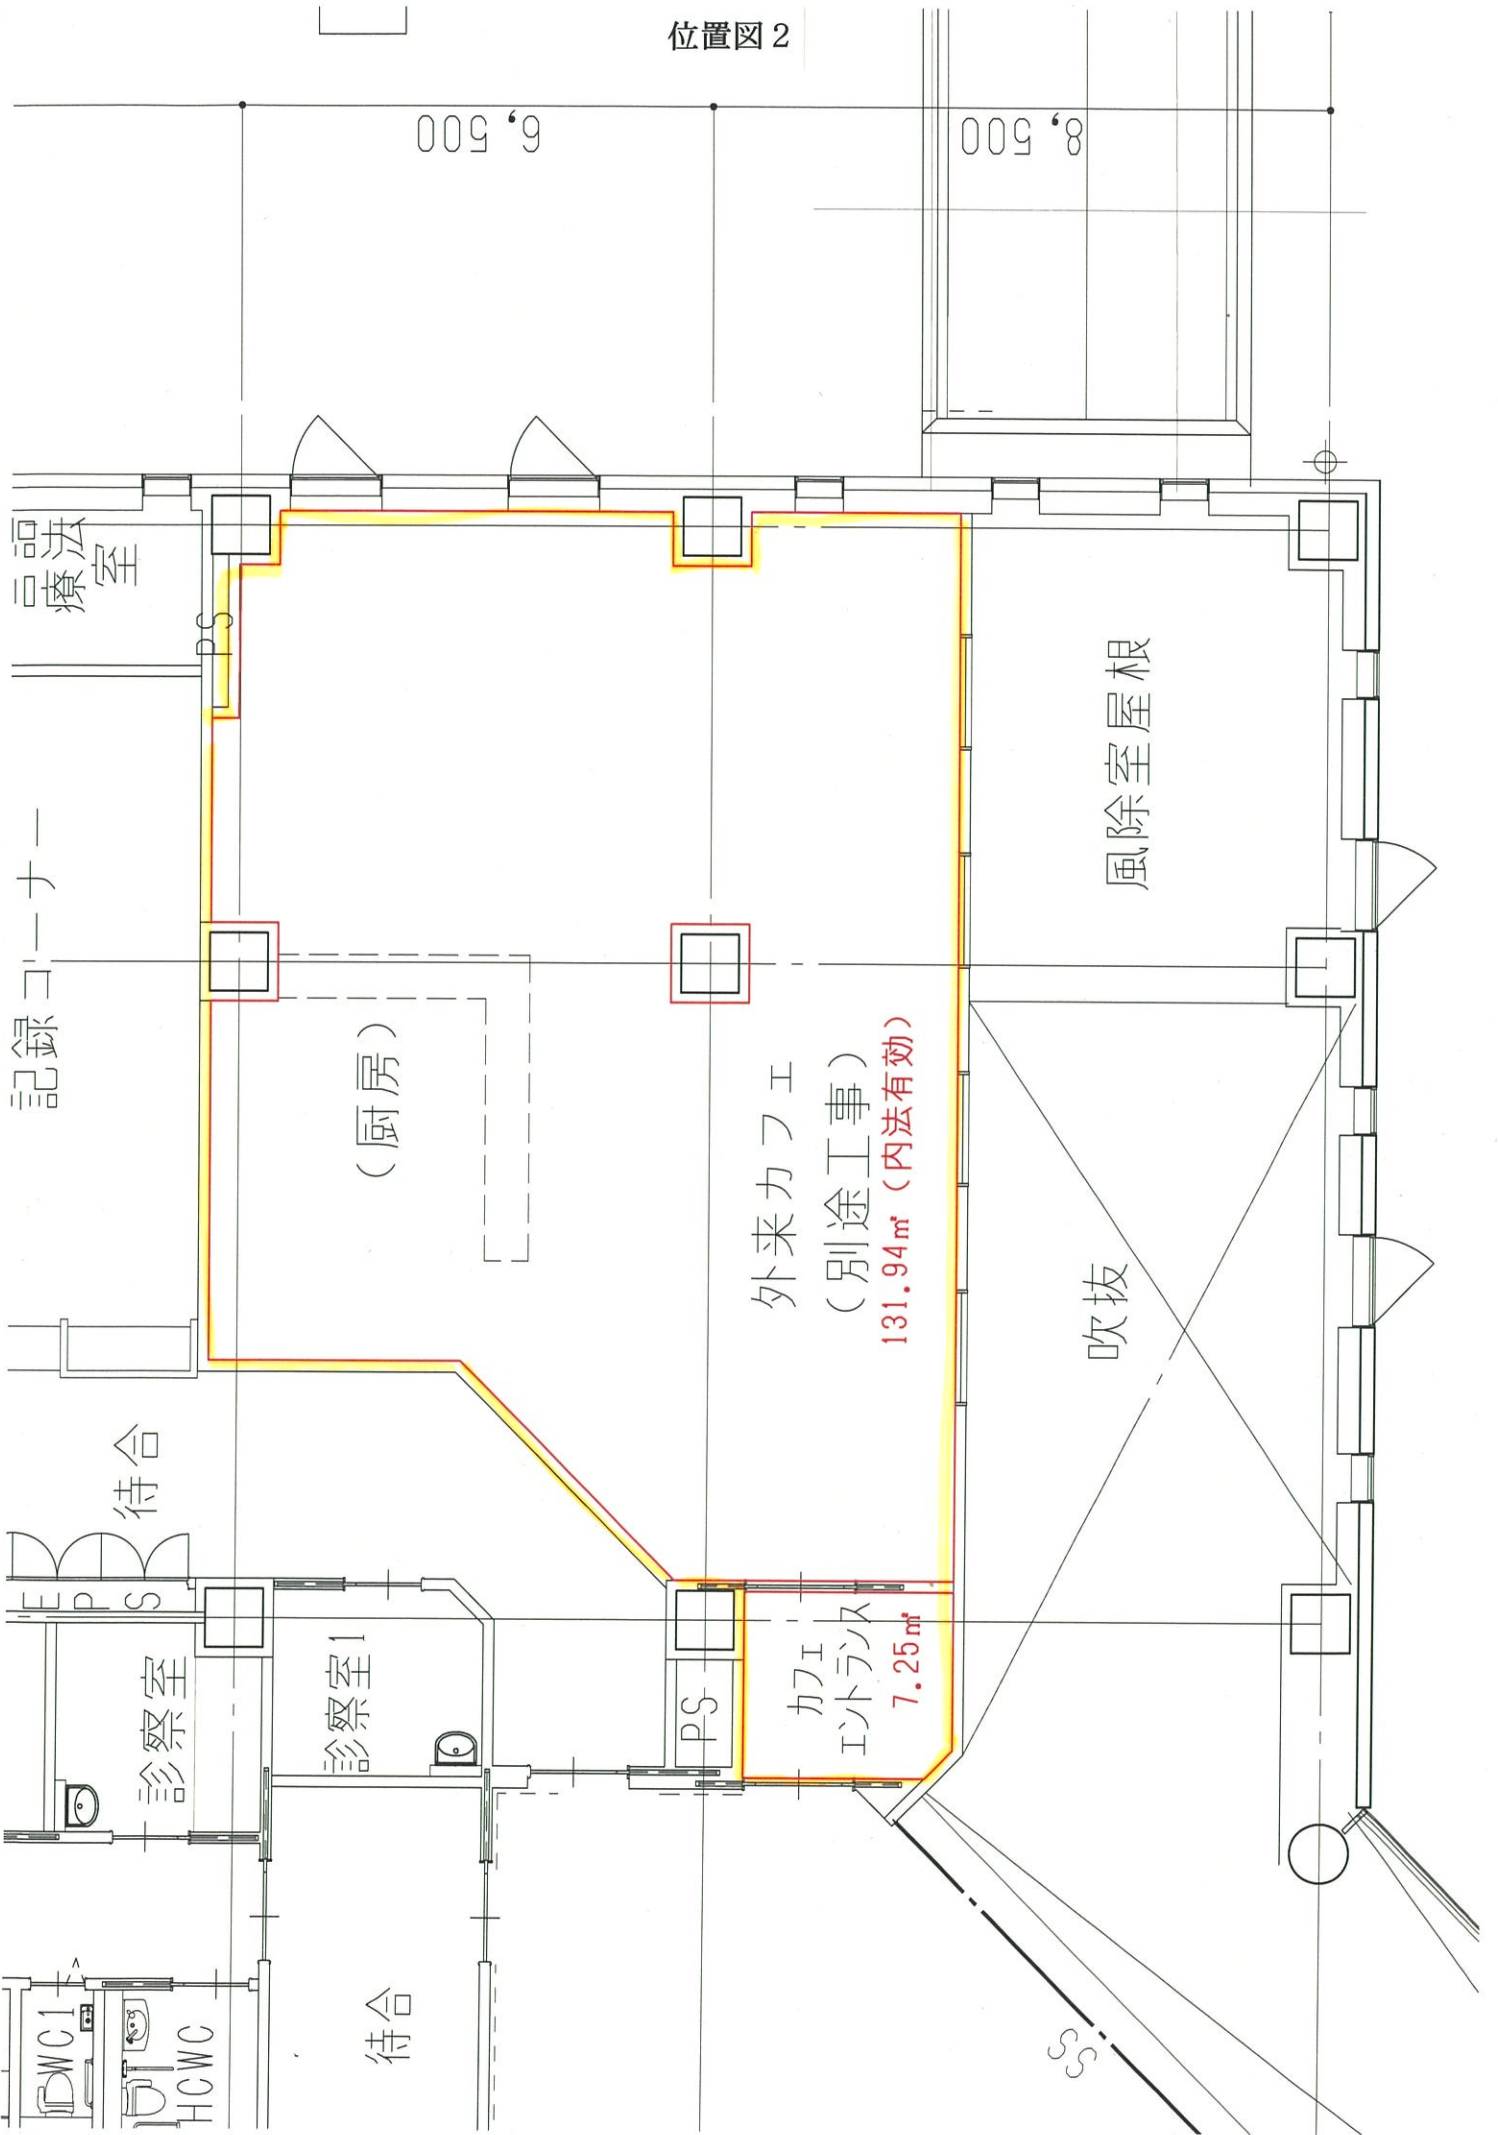 位置図2
6,500
8,500
言語
療法
室
PS
記録コーナー
風除室屋根
(厨房)
外来カフェ
(別途工事)
131.94㎡(内法有効)
吹抜
待合
EPS
診察室
診察室1
PS
カフェ
エントランス
7.25㎡
WC1
HCWC
待合
SS